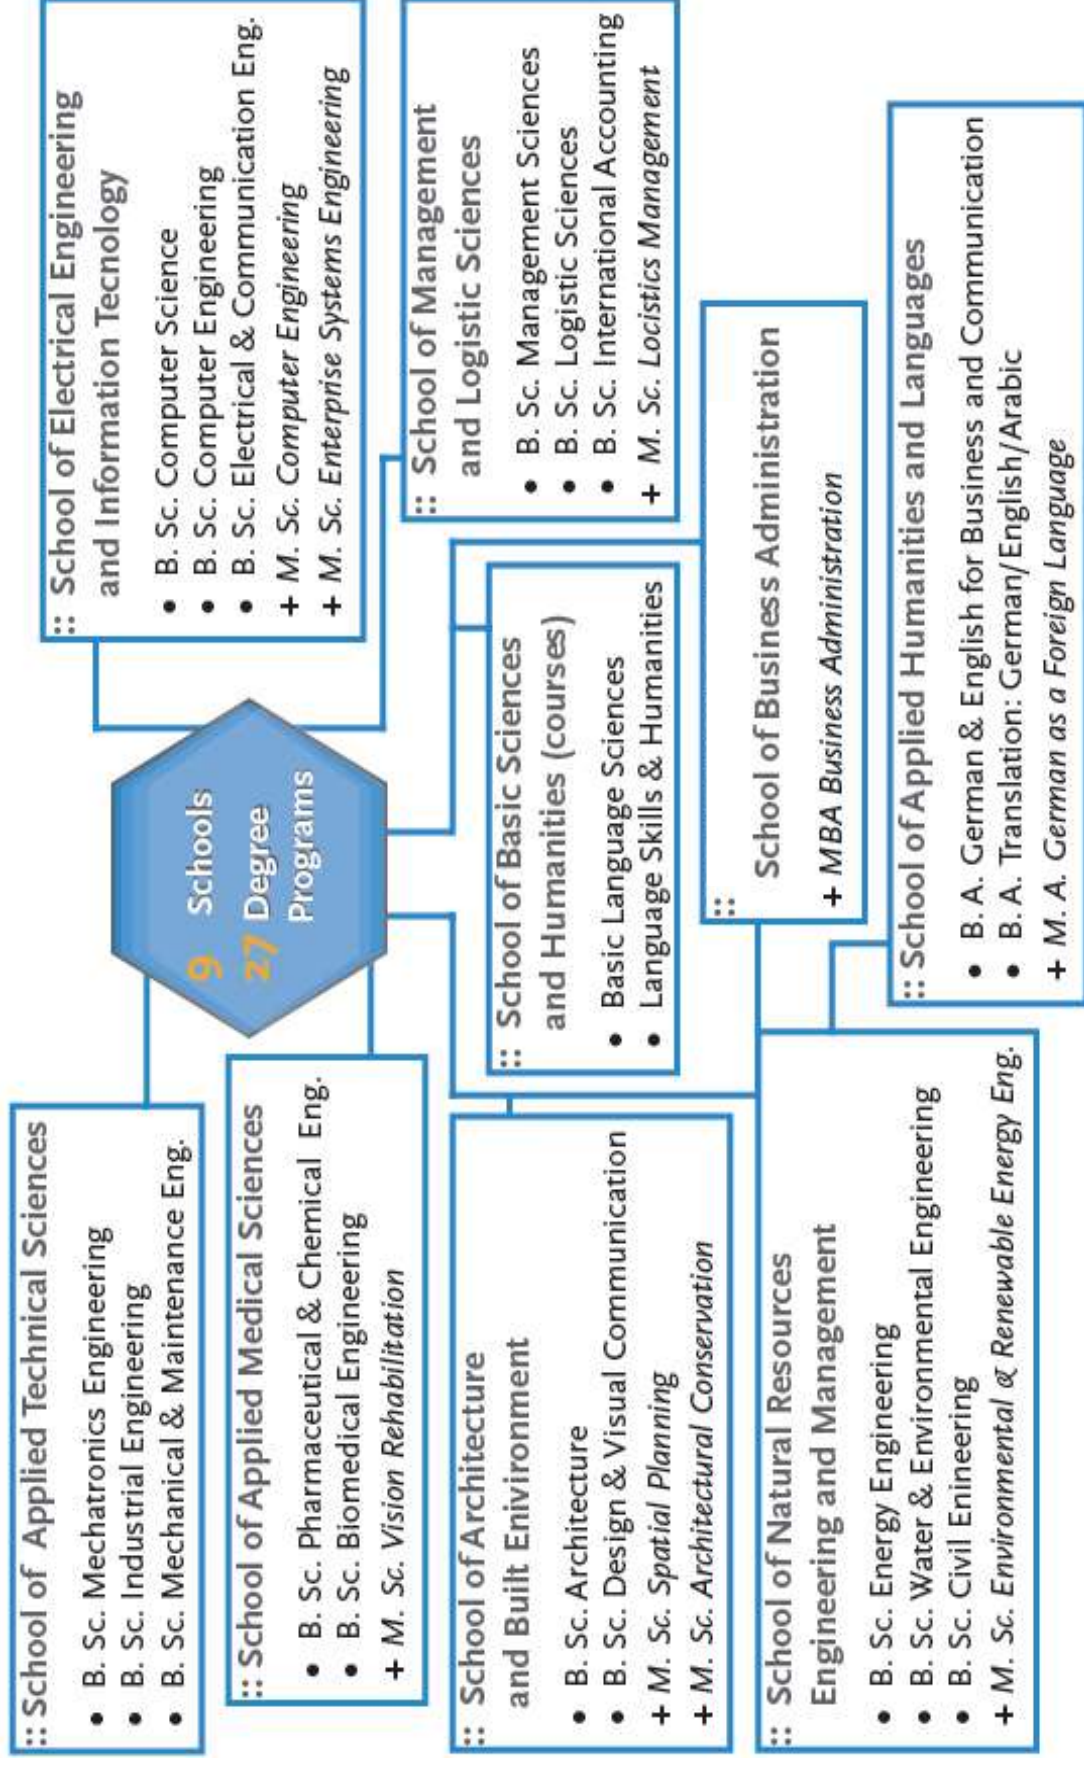 :: School of Applied Technical Sciences
• B. Sc. Mechatronics Engineering
• B. Sc. Industrial Engineering
• B. Sc. Mechanical & Maintenance Eng.
:: School of Applied Medical Sciences
• B. Sc. Pharmaceutical & Chemical Eng.
• B. Sc. Biomedical Engineering
+ M. Sc. Vision Rehabilitation
:: School of Architecture
and Built Enivironment
• B. Sc. Architecture
• B. Sc. Design & Visual Communication
+ M. Sc. Spatial Planning
+ M. Sc. Architectural Conservation
:: School of Natural Resources
Engineering and Management
• B. Sc. Energy Engineering
• B. Sc. Water & Environmental Engineering
• B. Sc. Civil Enineering
+ M. Sc. Environmental & Renewable Energy Eng.
9 Schools
27 Degree
Programs
:: School of Basic Sciences
and Humanities (courses)
• Basic Language Sciences
• Language Skills & Humanities
:: School of Electrical Engineering
and Information Tecnology
• B. Sc. Computer Science
• B. Sc. Computer Engineering
• B. Sc. Electrical & Communication Eng.
+ M. Sc. Computer Engineering
+ M. Sc. Enterprise Systems Engineering
:: School of Management
and Logistic Sciences
• B. Sc. Management Sciences
• B. Sc. Logistic Sciences
• B. Sc. International Accounting
+ M. Sc. Locistics Management
::
School of Business Administration
+ MBA Business Administration
:: School of Applied Humanities and Languages
• B. A. German & English for Business and Communication
• B. A. Translation: German/English/Arabic
+ M. A. German as a Foreign Language